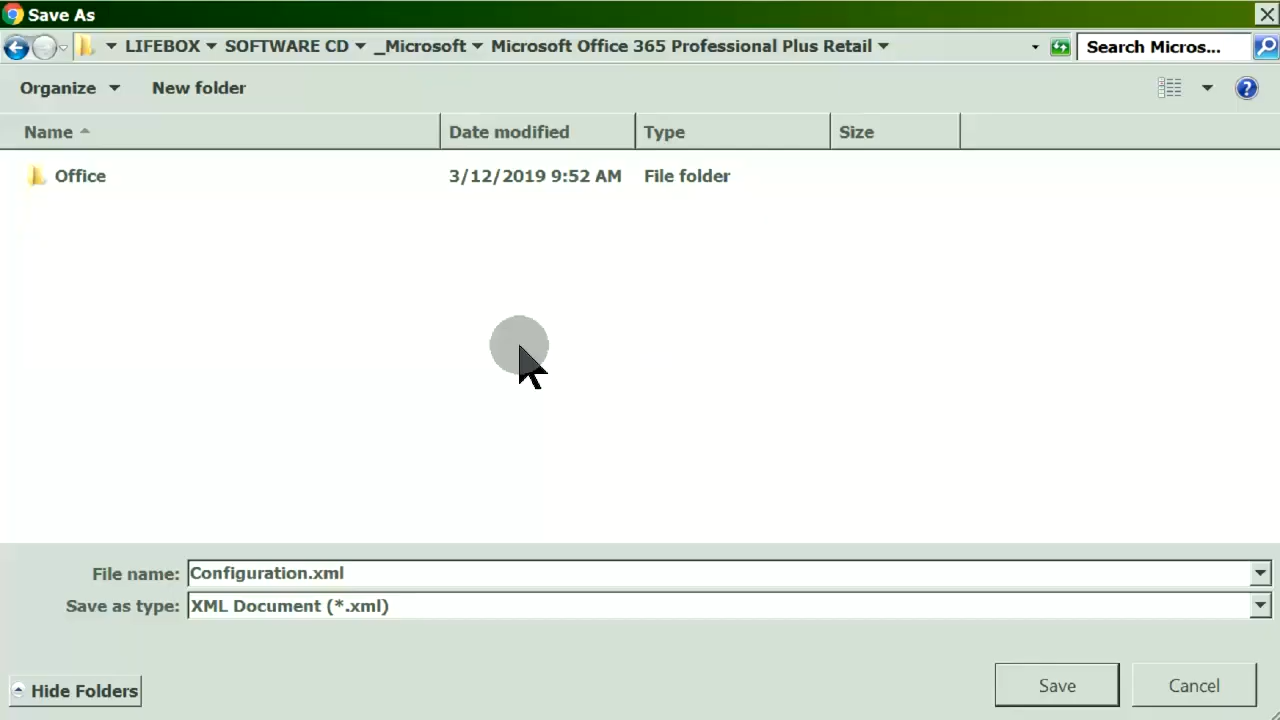 Save As
LIFEBOX SOFTWARE CD _Microsoft Microsoft Office 365 Professional Plus Retail Search Micros...
Organize New folder
Name Date modified Type Size
Office 3/12/2019 9:52 AM File folder
File name: Configuration.xml
Save as type: XML Document (*.xml)
Hide Folders Save Cancel